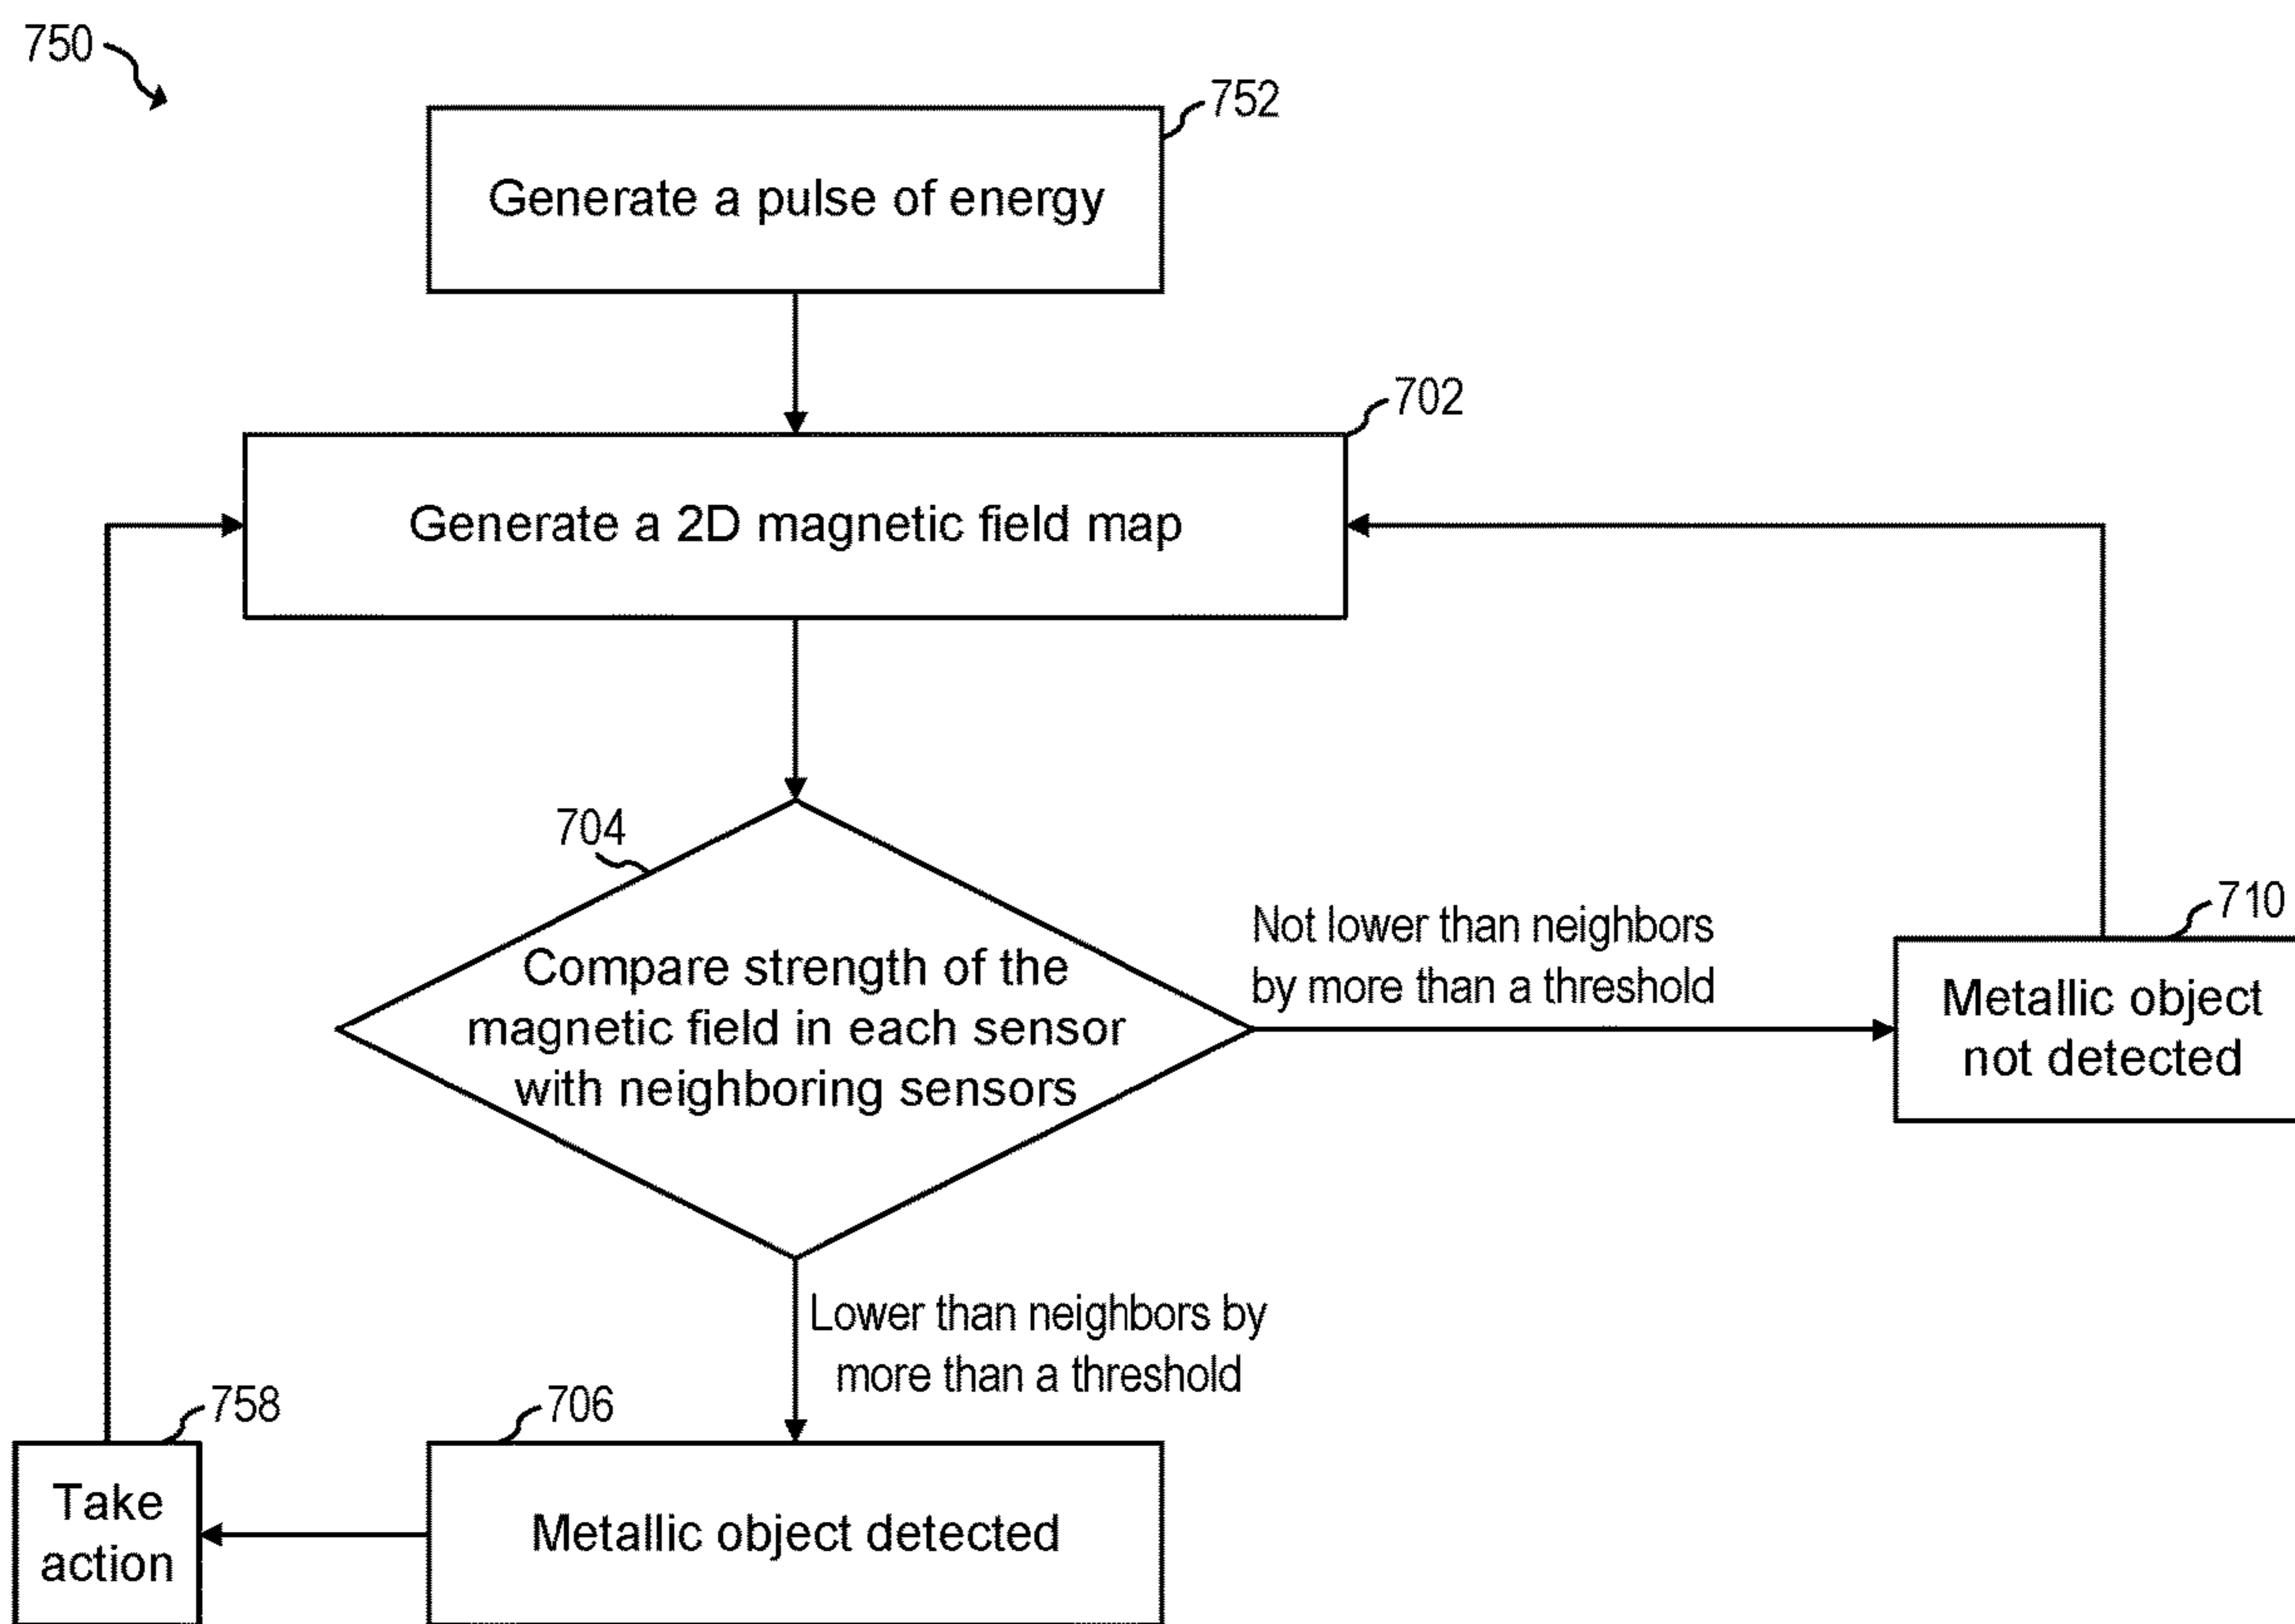 750
752
Generate a pulse of energy
702
Generate a 2D magnetic field map
704
Compare strength of the
magnetic field in each sensor
with neighboring sensors
Not lower than neighbors
by more than a threshold
710
Metallic object
not detected
Lower than neighbors by
more than a threshold
758
Take
action
706
Metallic object detected